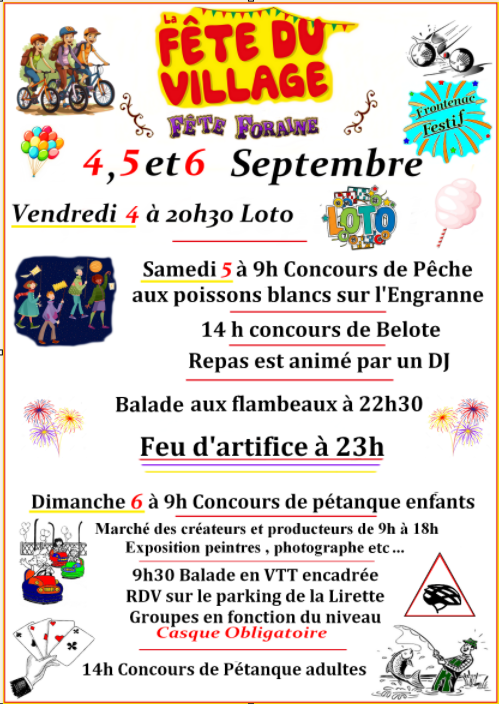 La
FÊTE DU
VILLAGE
FÊTE FORAINE
Frontenac
Festif
4,5 et 6 Septembre
Vendredi 4 à 20h30 Loto
LOTO
Samedi 5 à 9h Concours de Pêche
aux poissons blancs sur l'Engranne
14 h concours de Belote
Repas est animé par un DJ
Balade aux flambeaux à 22h30
Feu d'artifice à 23h
Dimanche 6 à 9h Concours de pétanque enfants
Marché des créateurs et producteurs de 9h à 18h
Exposition peintres , photographe etc ...
9h30 Balade en VTT encadrée
RDV sur le parking de la Lirette
Groupes en fonction du niveau
Casque Obligatoire
14h Concours de Pétanque adultes